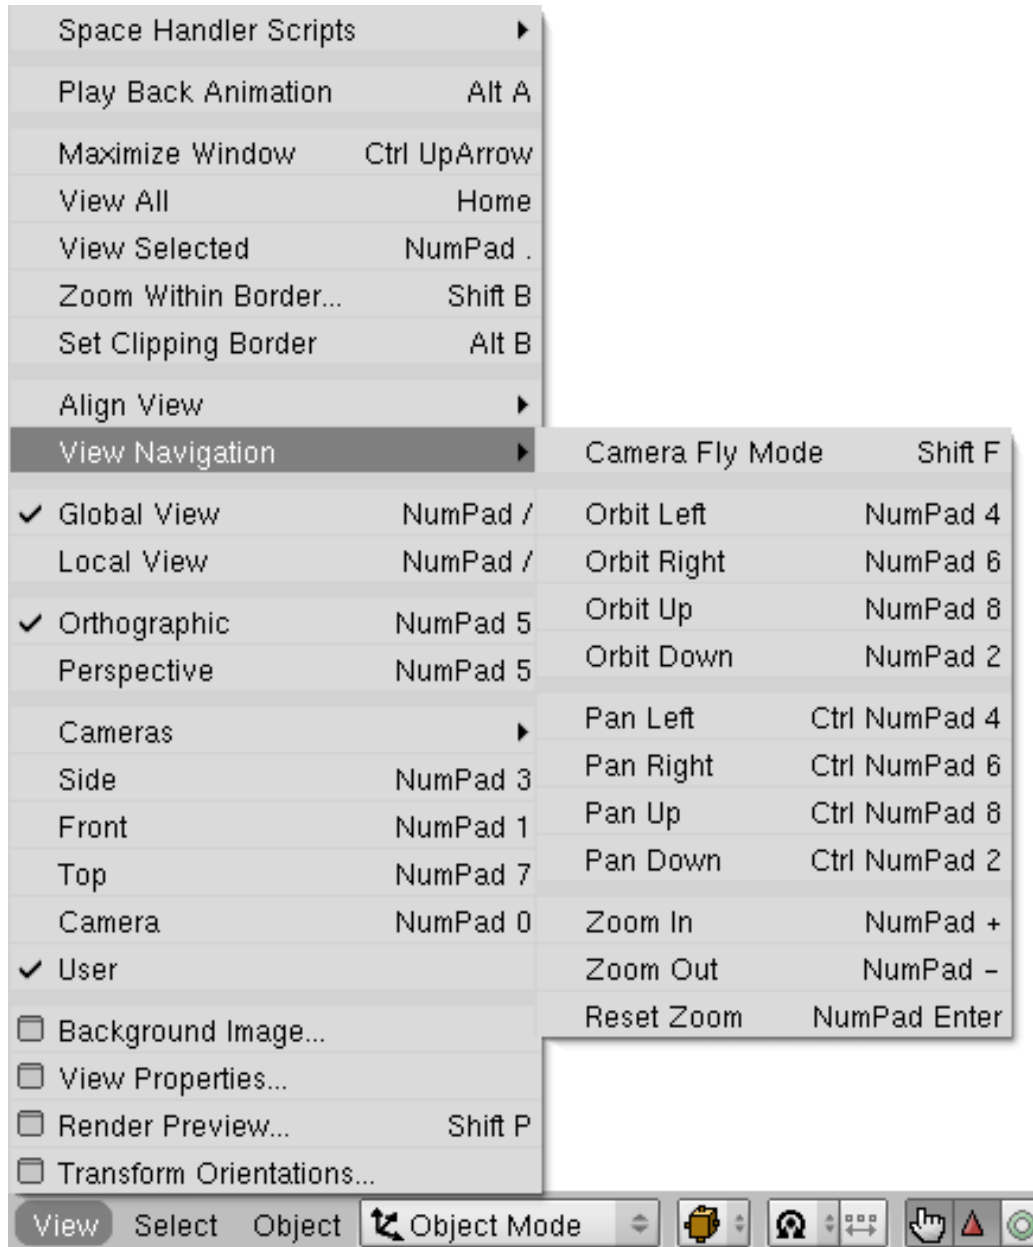 Space Handler Scripts
Play Back Animation Alt A
Maximize Window Ctrl UpArrow
View All Home
View Selected NumPad .
Zoom Within Border... Shift B
Set Clipping Border Alt B
Align View
View Navigation
Global View NumPad /
Local View NumPad /
Orthographic NumPad 5
Perspective NumPad 5
Cameras
Side NumPad 3
Front NumPad 1
Top NumPad 7
Camera NumPad 0
User
Background Image...
View Properties...
Render Preview... Shift P
Transform Orientations...
Camera Fly Mode Shift F
Orbit Left NumPad 4
Orbit Right NumPad 6
Orbit Up NumPad 8
Orbit Down NumPad 2
Pan Left Ctrl NumPad 4
Pan Right Ctrl NumPad 6
Pan Up Ctrl NumPad 8
Pan Down Ctrl NumPad 2
Zoom In NumPad +
Zoom Out NumPad −
Reset Zoom NumPad Enter
View Select Object Object Mode